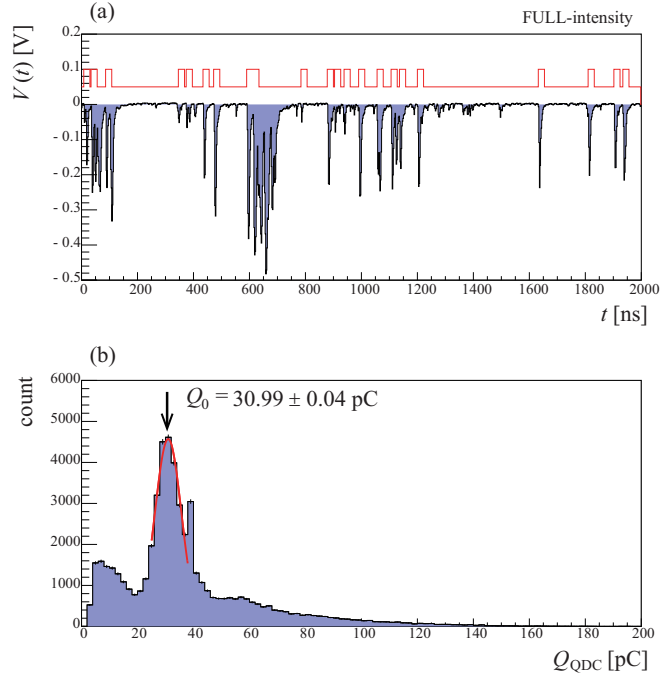 (a)
FULL-intensity
V(t) [V]
0.2
0.1
0
- 0.1
- 0.2
- 0.3
- 0.4
- 0.5
0 200 400 600 800 1000 1200 1400 1600 1800 2000
t [ns]
(b)
count
6000
5000
4000
3000
2000
1000
0
Q0 = 30.99 ± 0.04 pC
0 20 40 60 80 100 120 140 160 180 200
QQDC [pC]